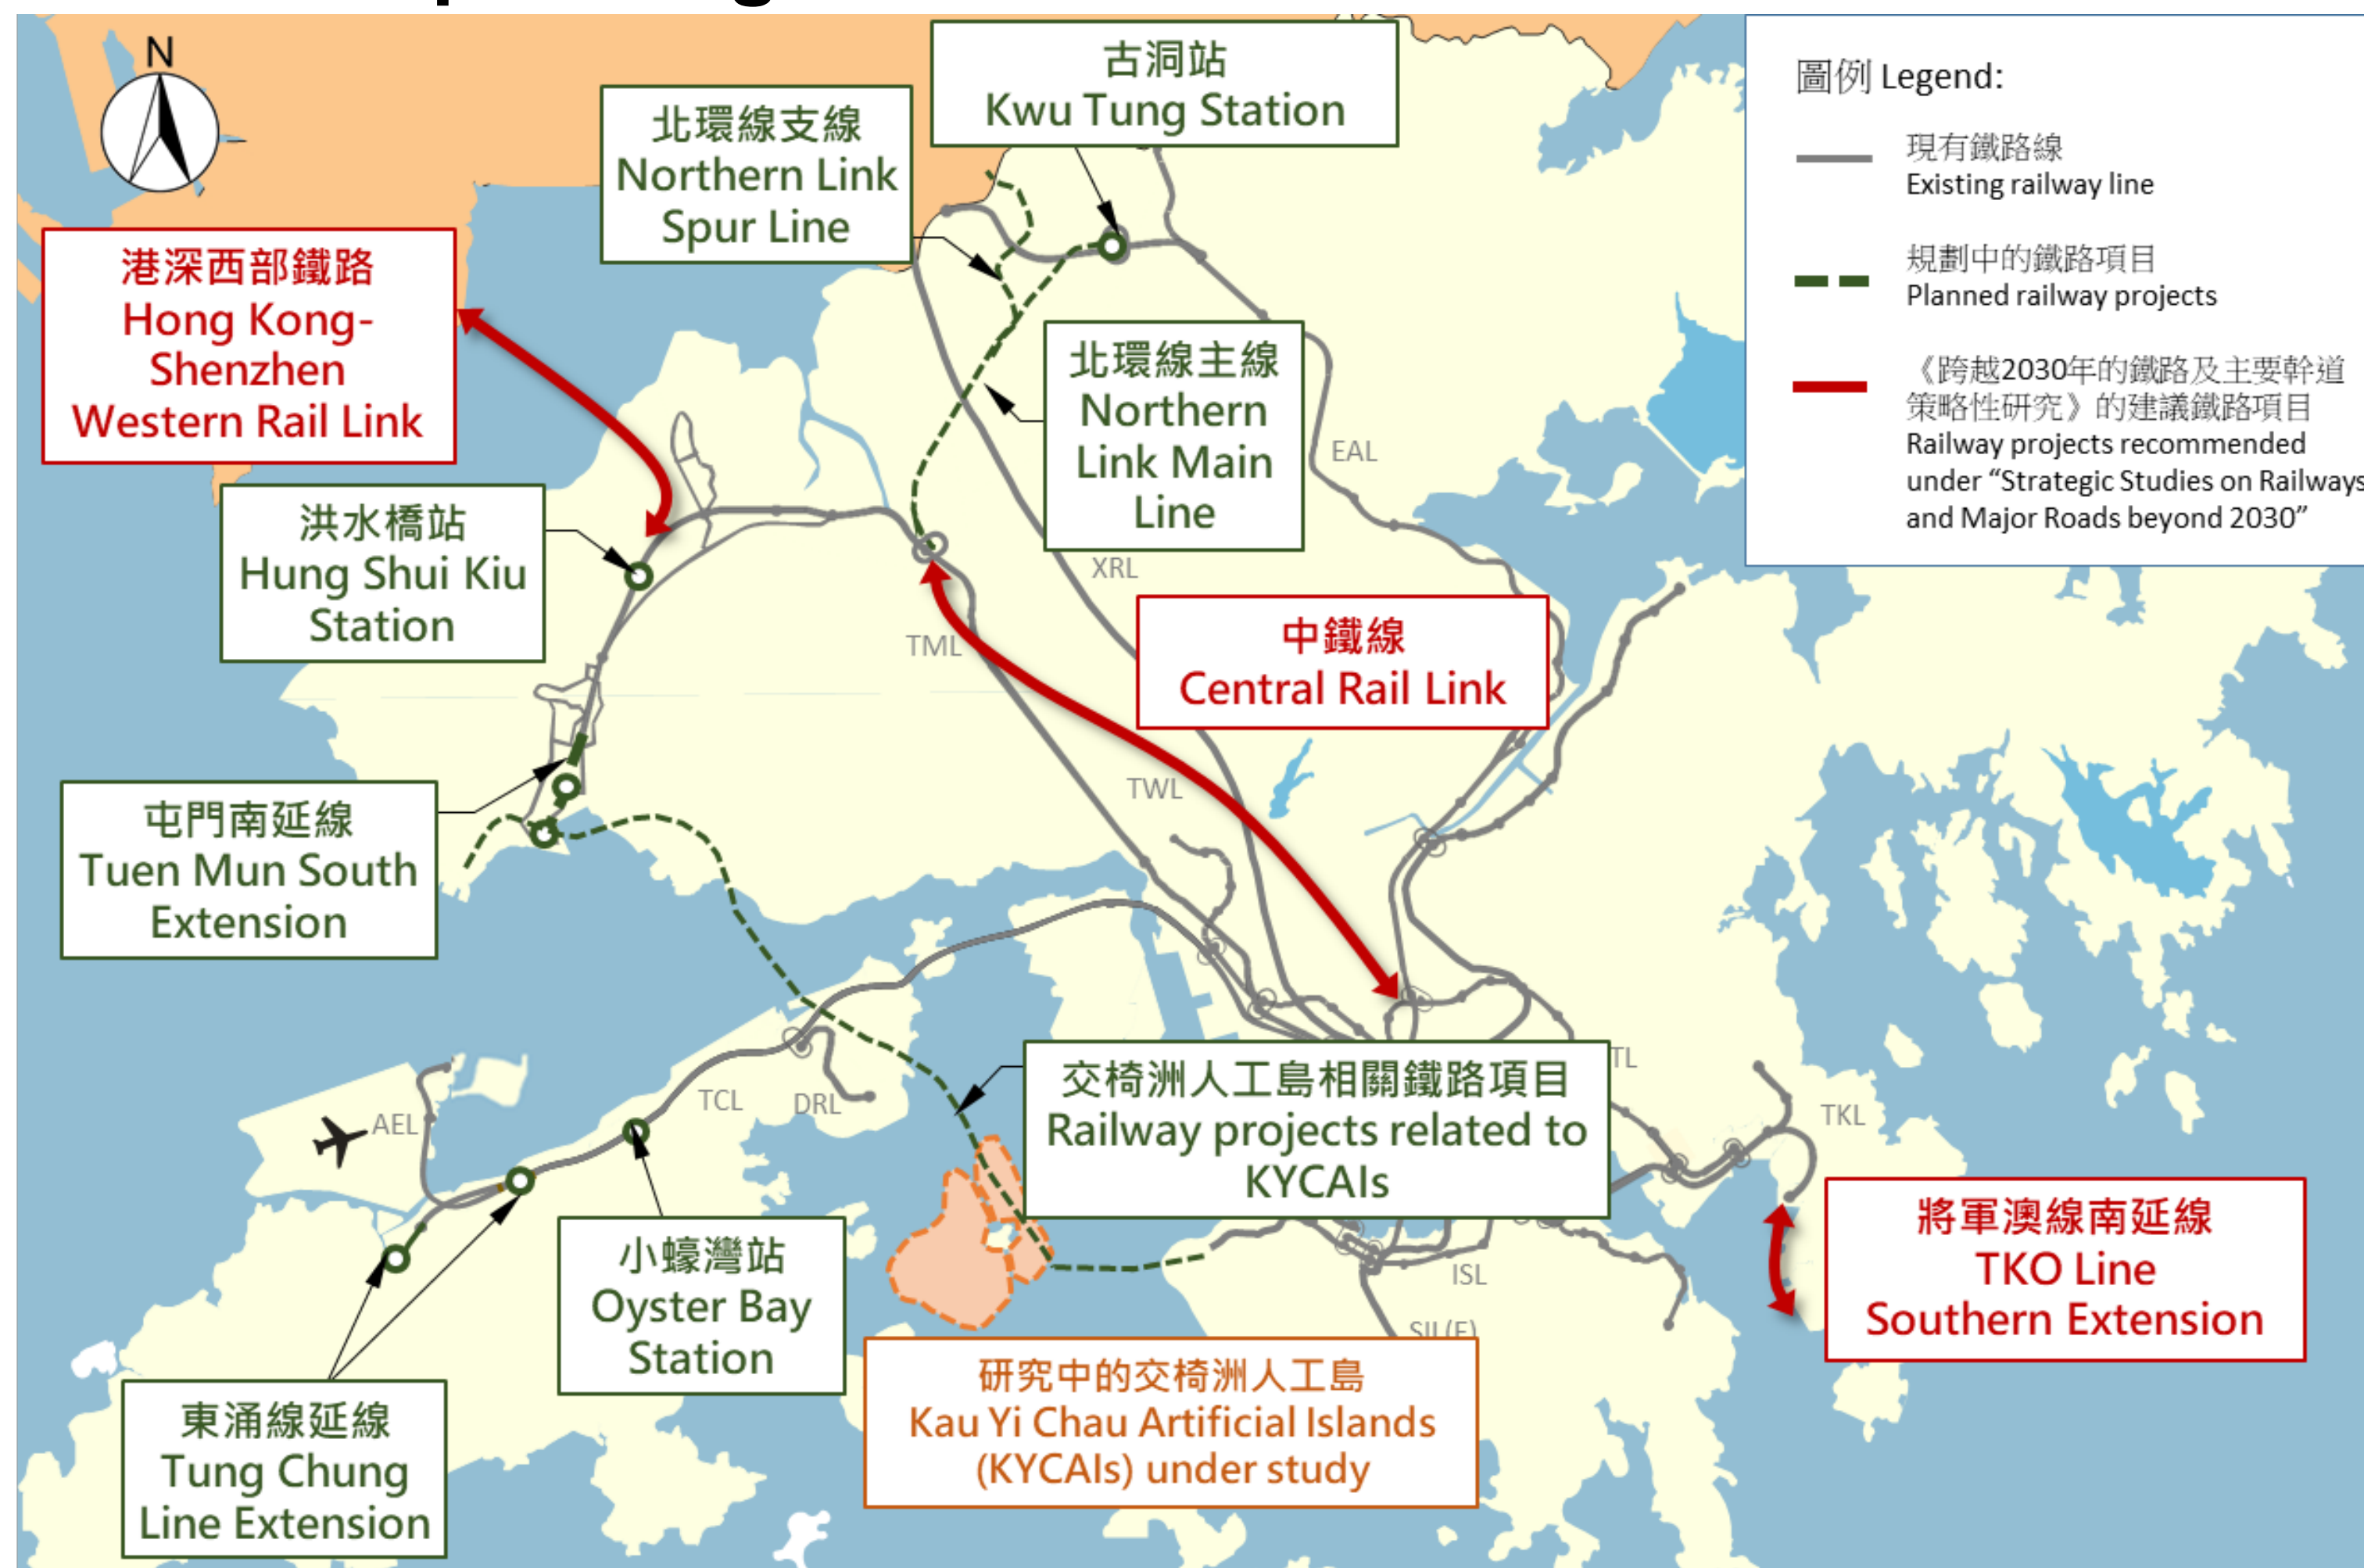 N
古洞站
Kwu Tung Station
北環線支線
Northern Link
Spur Line
圖例 Legend:
現有鐵路線
Existing railway line
規劃中的鐵路項目
Planned railway projects
《跨越2030年的鐵路及主要幹道
策略性研究》的建議鐵路項目
Railway projects recommended
under “Strategic Studies on Railways
and Major Roads beyond 2030”
港深西部鐵路
Hong Kong-
Shenzhen
Western Rail Link
北環線主線
Northern
Link Main
Line
EAL
洪水橋站
Hung Shui Kiu
Station
XRL
TML
中鐵線
Central Rail Link
TWL
屯門南延線
Tuen Mun South
Extension
交椅洲人工島相關鐵路項目
Railway projects related to
KYCAIs
TL
TKL
AEL
TCL
DRL
小蠔灣站
Oyster Bay
Station
ISL
SIL(E)
將軍澳線南延線
TKO Line
Southern Extension
研究中的交椅洲人工島
Kau Yi Chau Artificial Islands
(KYCAIs) under study
東涌線延線
Tung Chung
Line Extension